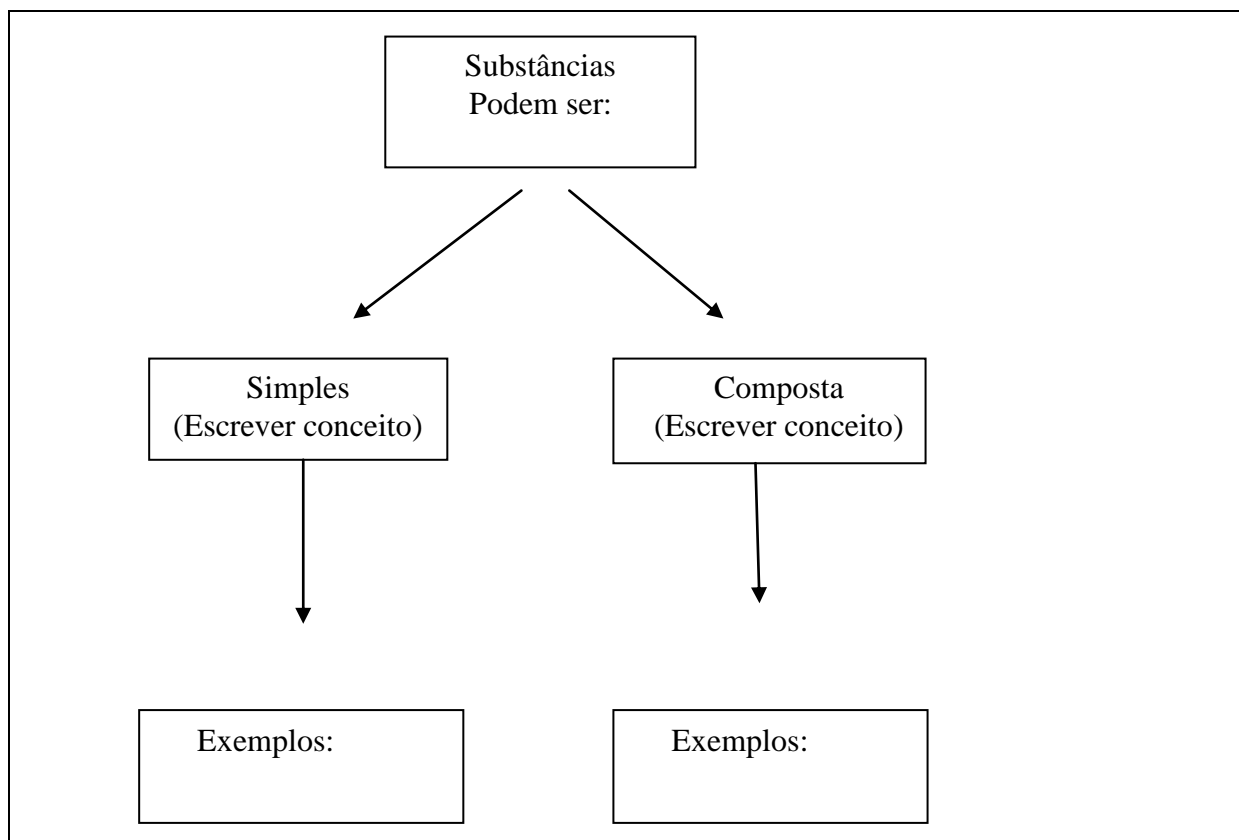 Substâncias
Podem ser:
Simples
(Escrever conceito)
Composta
(Escrever conceito)
Exemplos:
Exemplos: